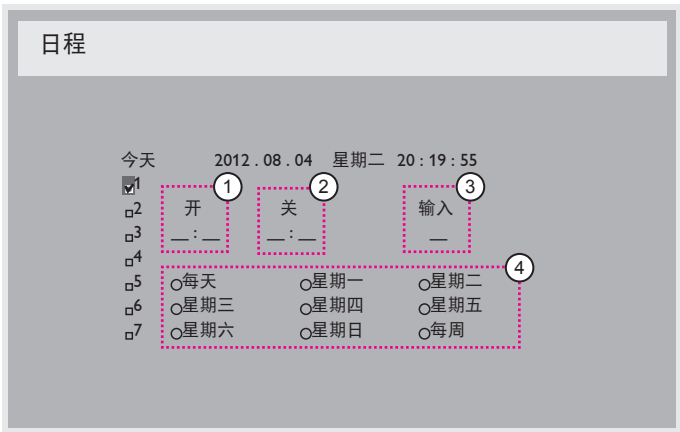 日程
今天 2012 . 08 . 04 星期二 20 : 19 : 55
1
1 2 3
2 开 关 输入
3 __ : __ __ : __ __
4
4
5 每天 星期一 星期二
6 星期三 星期四 星期五
7 星期六 星期日 每周